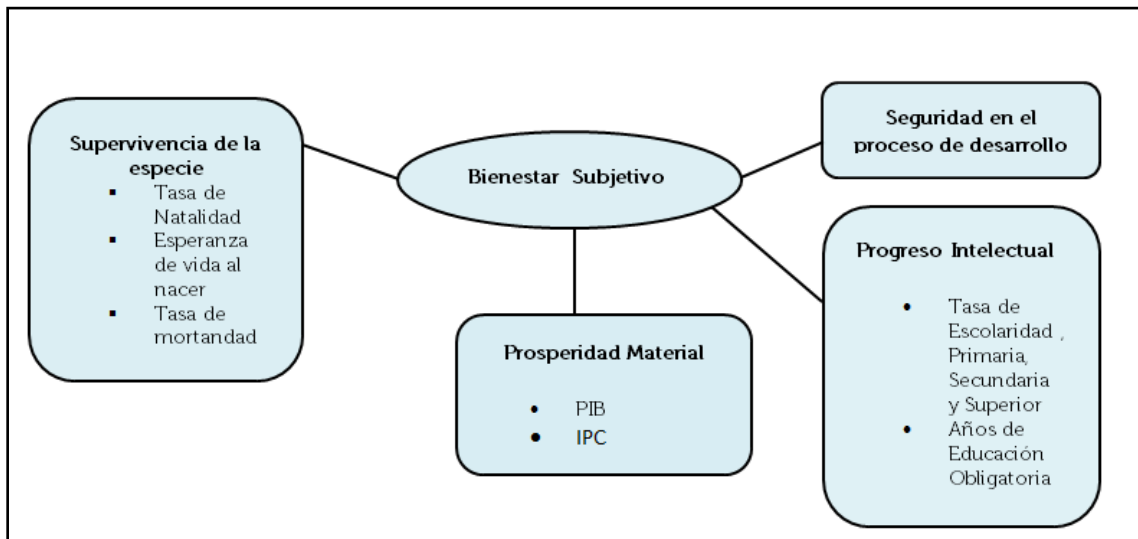 Supervivencia de la
especie
▪ Tasa de
Natalidad
▪ Esperanza
de vida al
nacer
▪ Tasa de
mortandad
Bienestar Subjetivo
Prosperidad Material
• PIB
• IPC
Seguridad en el
proceso de desarrollo
Progreso Intelectual
• Tasa de
Escolaridad ,
Primaria,
Secundaria
y Superior
• Años de
Educación
Obligatoria